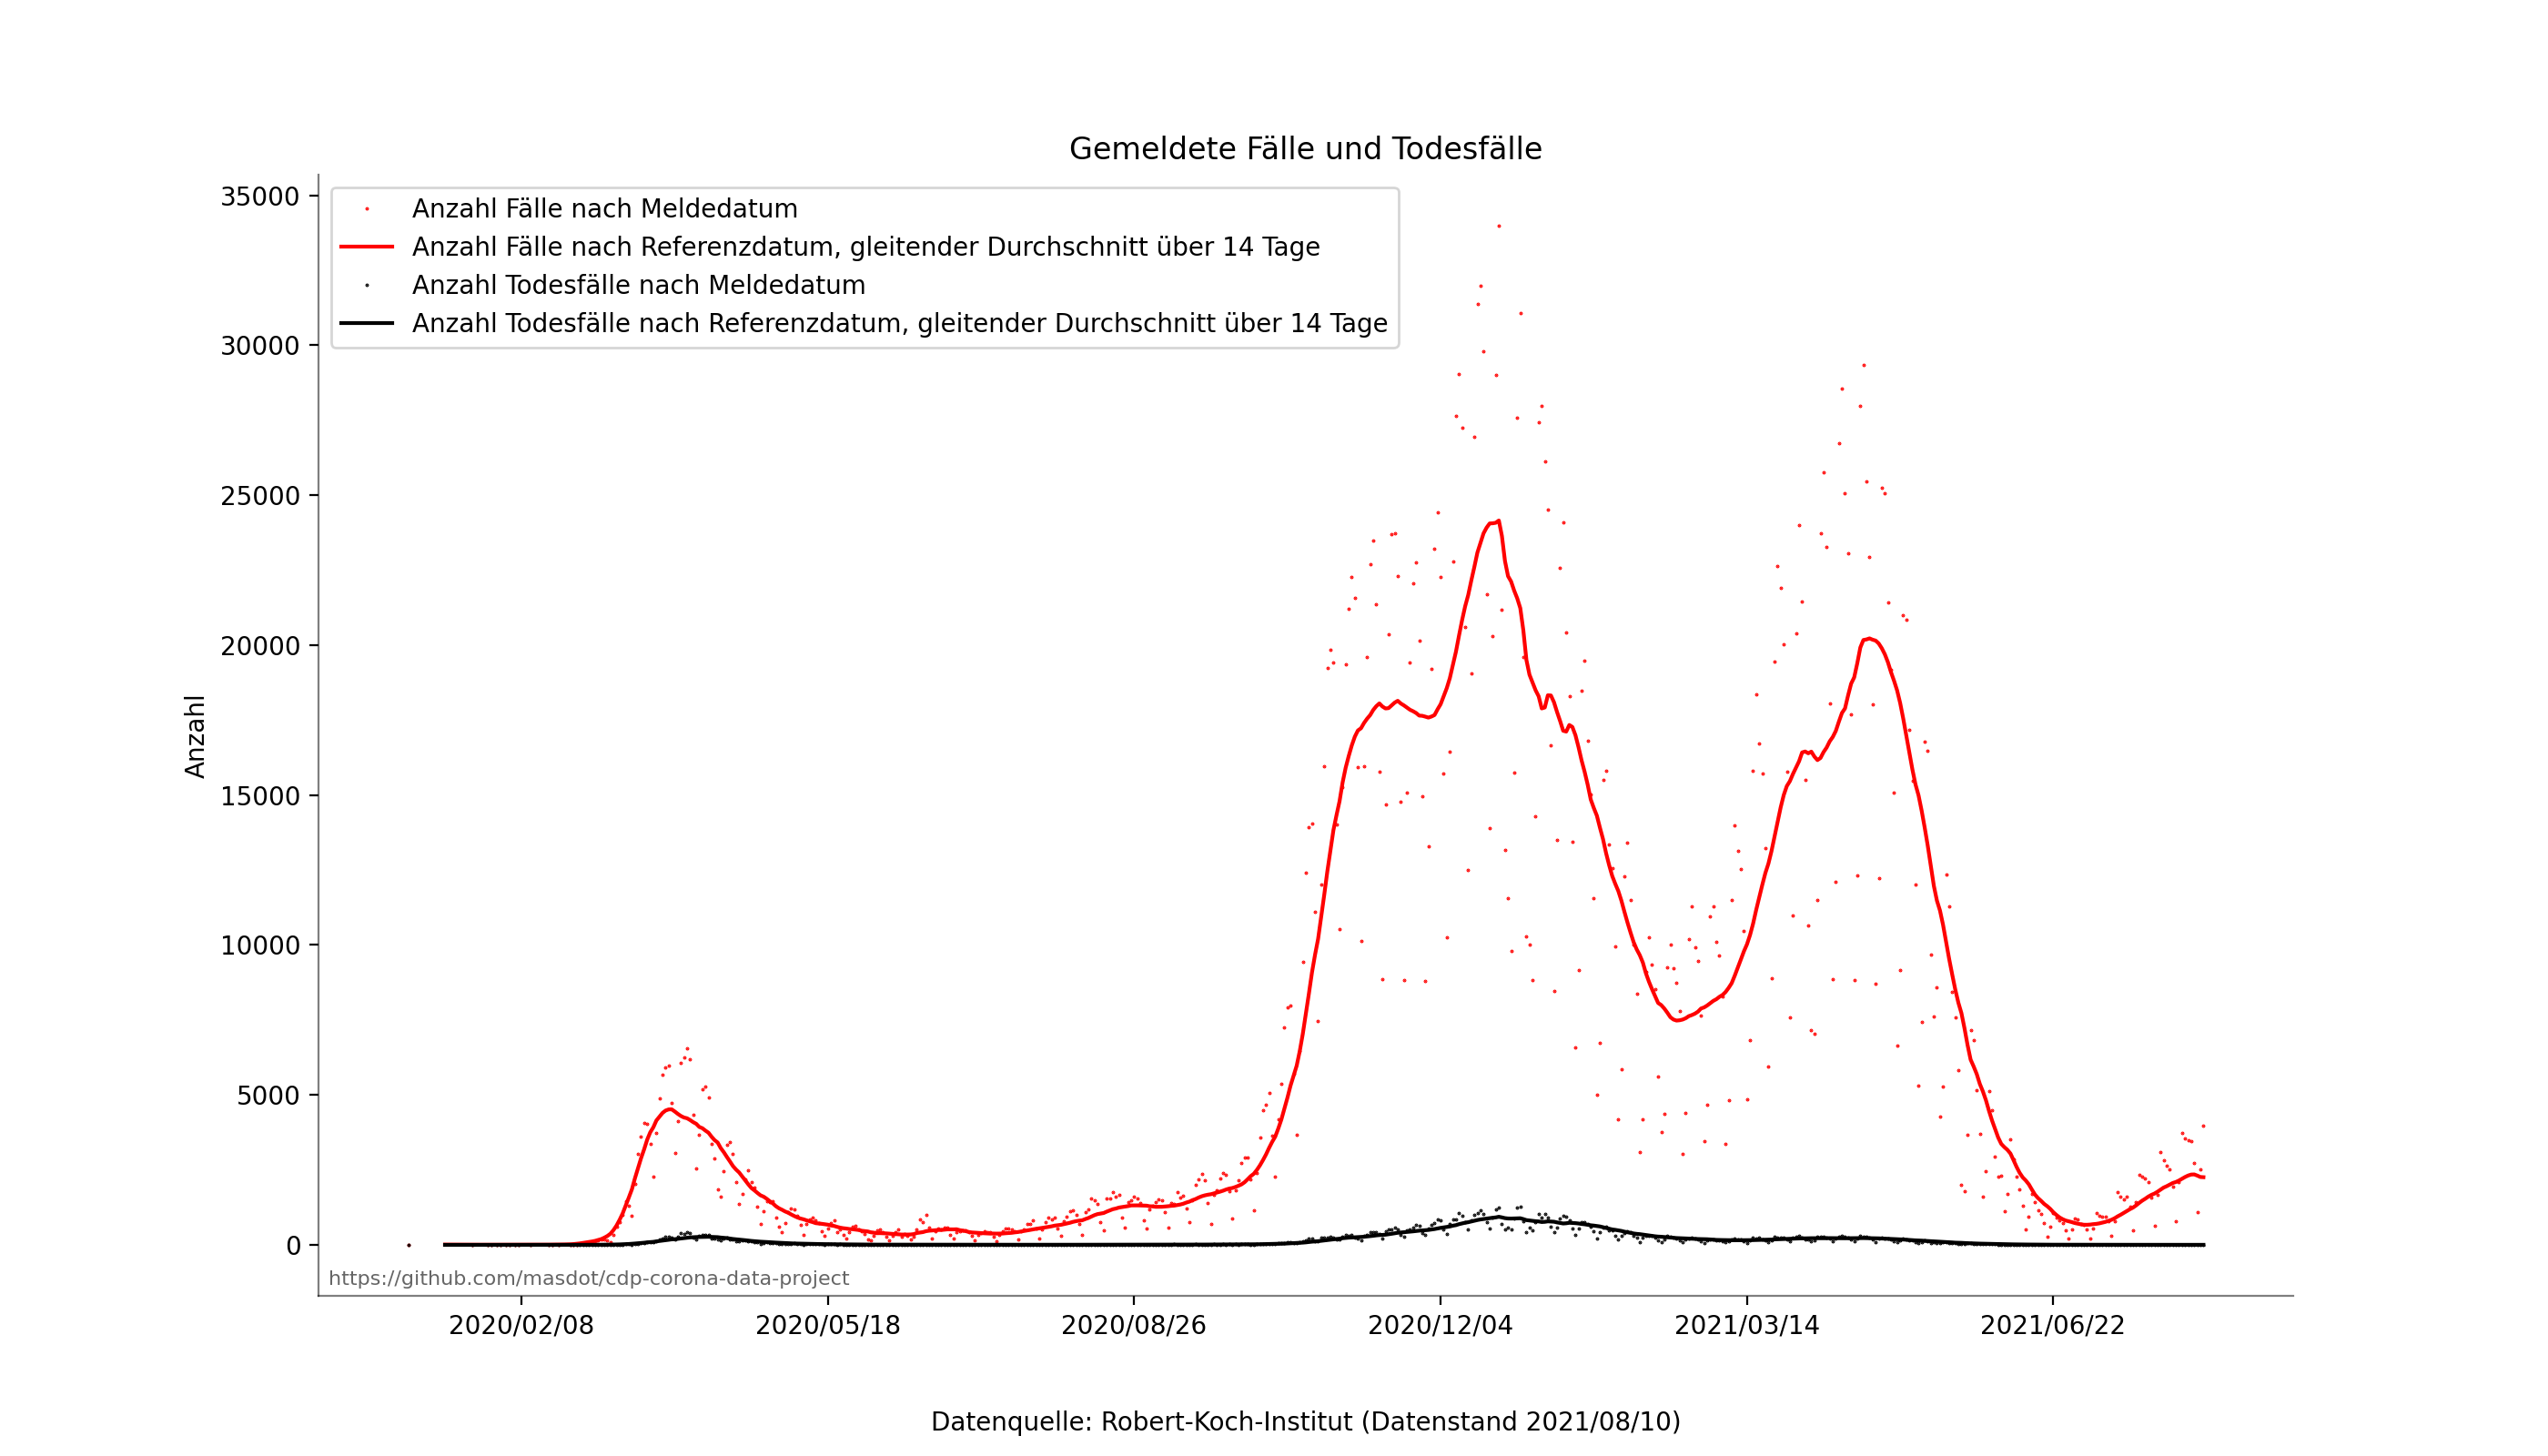 Gemeldete Fälle und Todesfälle
35000
30000
25000
20000
15000
10000
5000
0
Anzahl
Anzahl Fälle nach Meldedatum
Anzahl Fälle nach Referenzdatum, gleitender Durchschnitt über 14 Tage
Anzahl Todesfälle nach Meldedatum
Anzahl Todesfälle nach Referenzdatum, gleitender Durchschnitt über 14 Tage
https://github.com/masdot/cdp-corona-data-project
2020/02/08 2020/05/18 2020/08/26 2020/12/04 2021/03/14 2021/06/22
Datenquelle: Robert-Koch-Institut (Datenstand 2021/08/10)